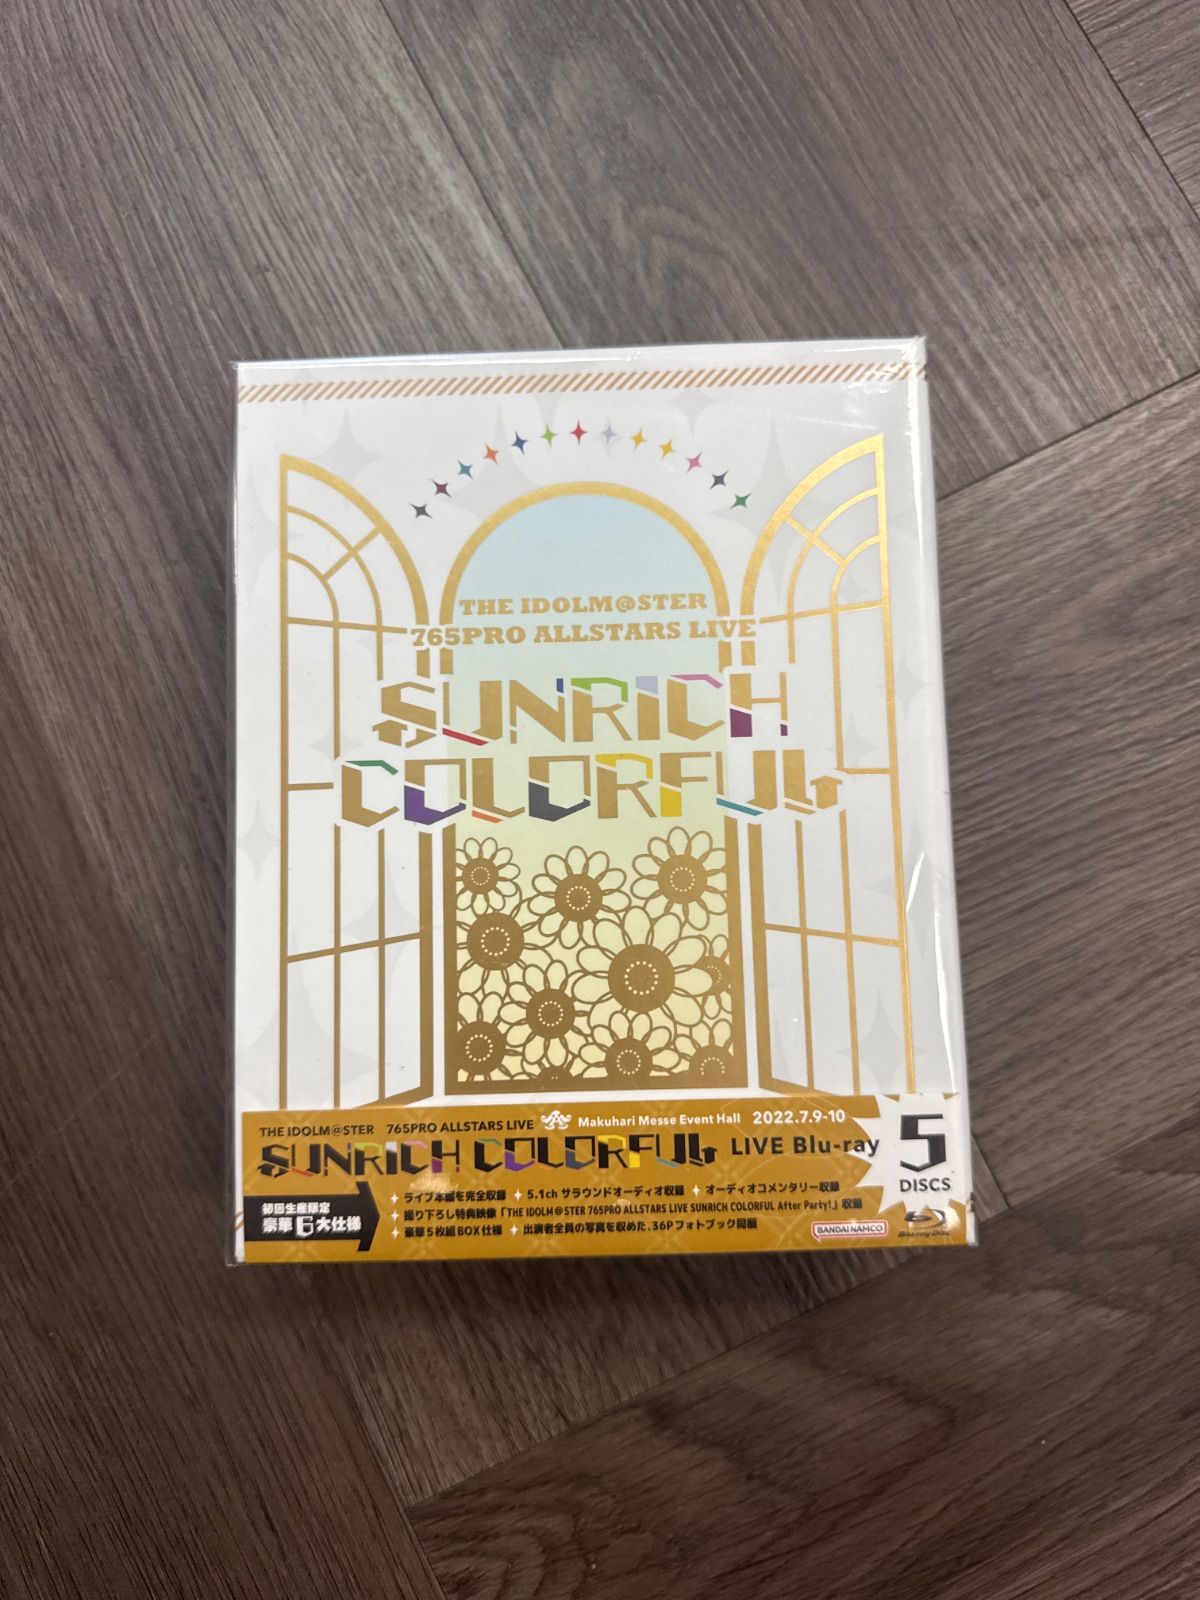 THE IDOLM@STER
765PRO ALLSTARS LIVE
SUNRICH
COLORFUL
THE IDOLM@STER 765PRO ALLSTARS LIVE Makuhari Messe Event Hall 2022.7.9-10
SUNRICH COLORFUL LIVE Blu-ray
5
DISCS
初回生産限定
豪華6大仕様
ライブ本編を完全収録 5.1ch サラウンドオーディオ収録 オーディオコメンタリー収録
撮り下ろし特典映像「THE IDOLM@STER 765PRO ALLSTARS LIVE SUNRICH COLORFUL After Party!」収録
豪華5枚組BOX仕様 出演者全員の写真を収めた、36Pフォトブック同梱
BANDAI NAMCO
Blu-ray Disc